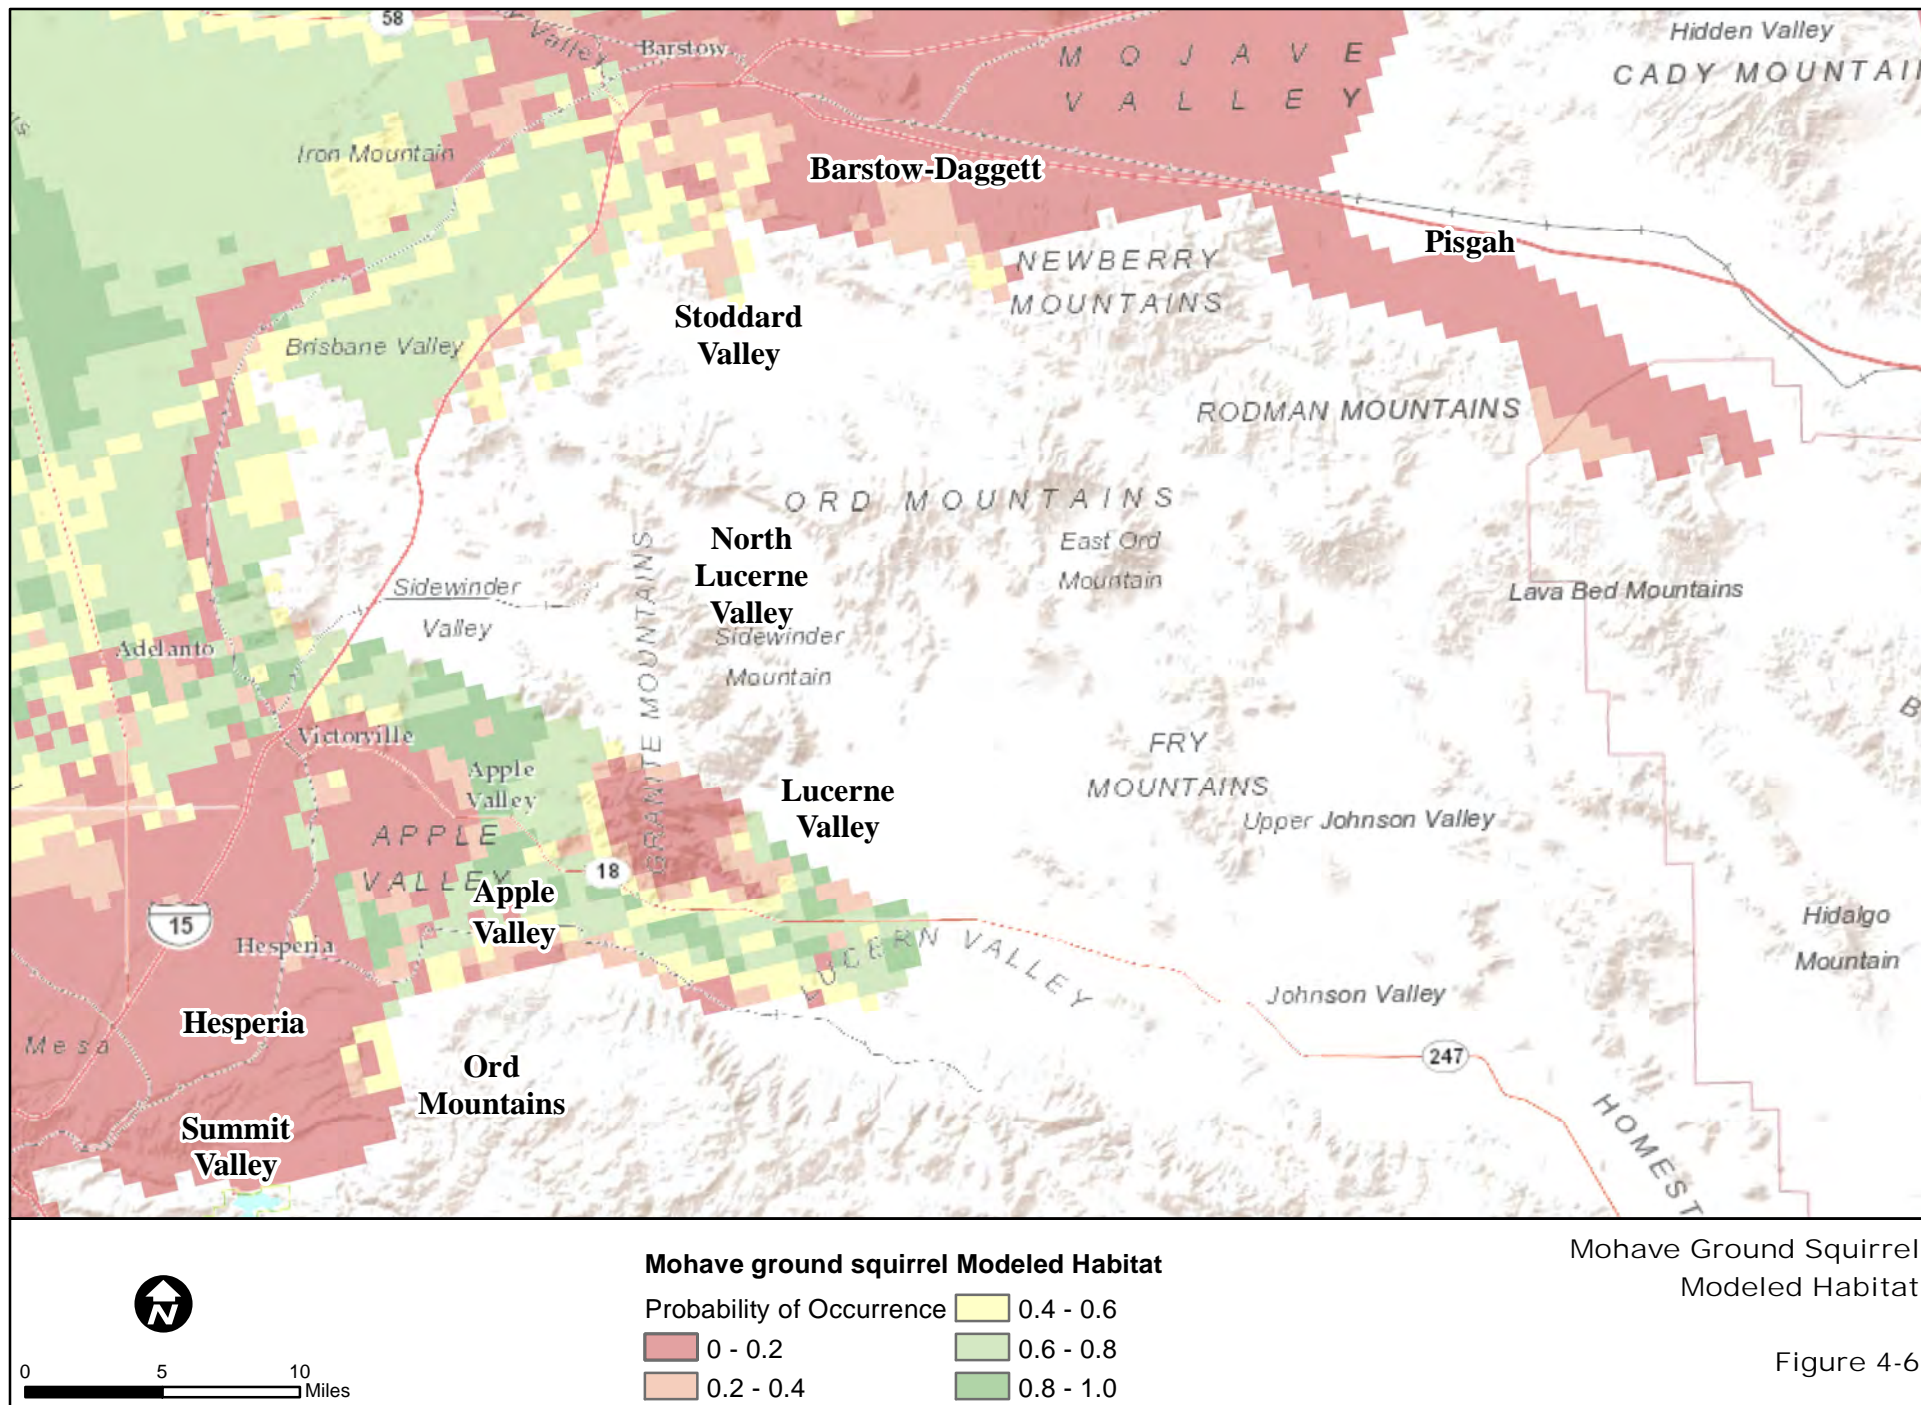 58
Valley
Barstow
M O J A V E
V A L L E Y
Hidden Valley
CADY MOUNTAI
Iron Mountain
Barstow-Daggett
Pisgah
NEWBERRY
MOUNTAINS
Stoddard
Valley
Brisbane Valley
RODMAN MOUNTAINS
ORD MOUNTAINS
East Ord
Mountain
North
Lucerne
Valley
GRANITE MOUNTAINS
Sidewinder
Valley
Sidewinder
Mountain
Lava Bed Mountains
Adelanto
Victorville
Apple
Valley
FRY
MOUNTAINS
Lucerne
Valley
Upper Johnson Valley
APPLE
VALLEY
18
Apple
Valley
15
Hesperia
LUCERN VALLEY
Hidalgo
Mountain
Johnson Valley
Hesperia
Mesa
Ord
Mountains
247
HOMEST
Summit
Valley
B
N
0 5 10
Miles
Mohave ground squirrel Modeled Habitat
Probability of Occurrence
0 - 0.2
0.2 - 0.4
0.4 - 0.6
0.6 - 0.8
0.8 - 1.0
Mohave Ground Squirrel
Modeled Habitat
Figure 4-6